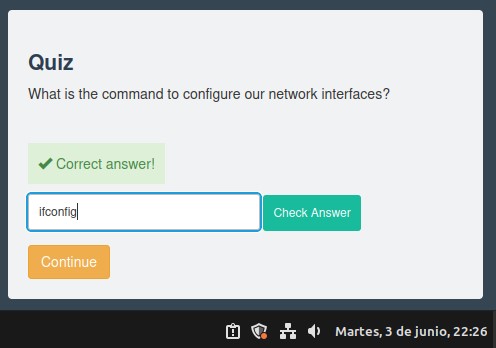 Quiz
What is the command to configure our network interfaces?
Correct answer!
ifconfig
Check Answer
Continue
Martes, 3 de junio, 22:26